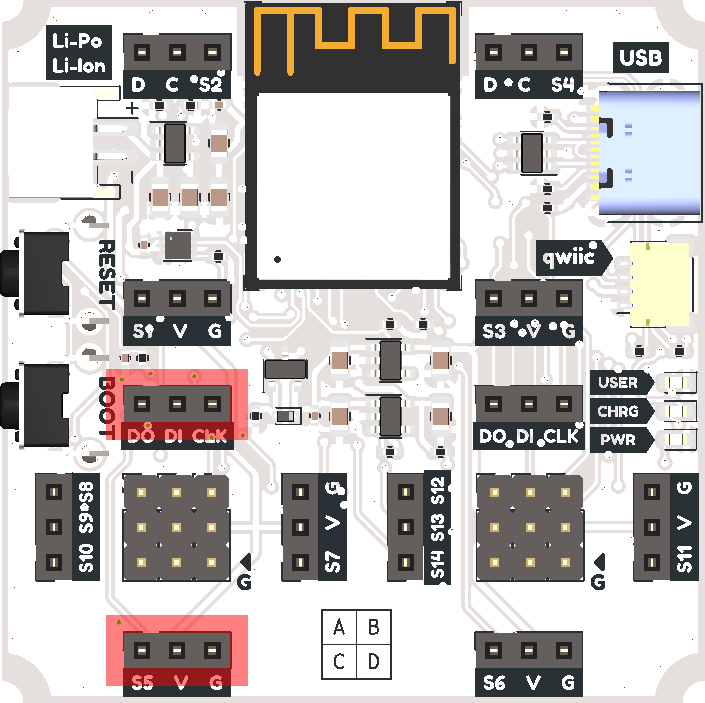 Li-Po
Li-Ion
D C S2
D C S4
USB
+
RESET
qwiic
S1 V G
S3 V G
BOOT
DO DI CLK
DO DI CLK
USER
CHRG
PWR
S10 S9 S8
S7 V G
S14 S13 S12
S11 V G
G
G
A B
C D
S5 V G
S6 V G